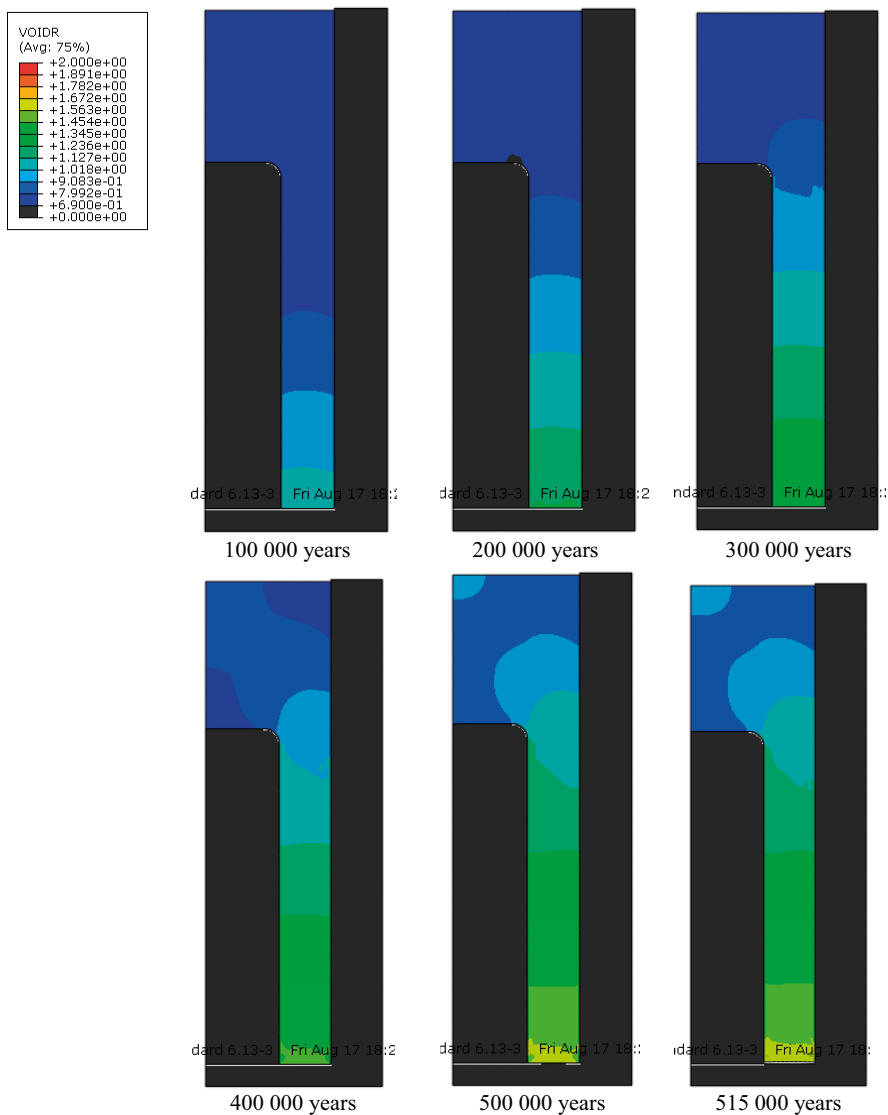 VOIDR
(Avg: 75%)
+2.000e+00
+1.891e+00
+1.782e+00
+1.672e+00
+1.563e+00
+1.454e+00
+1.345e+00
+1.236e+00
+1.127e+00
+1.018e+00
+9.083e-01
+7.992e-01
+6.900e-01
+0.000e+00
dard 6.13-3 Fri Aug 17 18:2
dard 6.13-3 Fri Aug 17 18:2
ndard 6.13-3 Fri Aug 17 18:2
100 000 years
200 000 years
300 000 years
dard 6.13-3 Fri Aug 17 18:2
dard 6.13-3 Fri Aug 17 18:
ndard 6.13-3 Fri Aug 17 18:
400 000 years
500 000 years
515 000 years